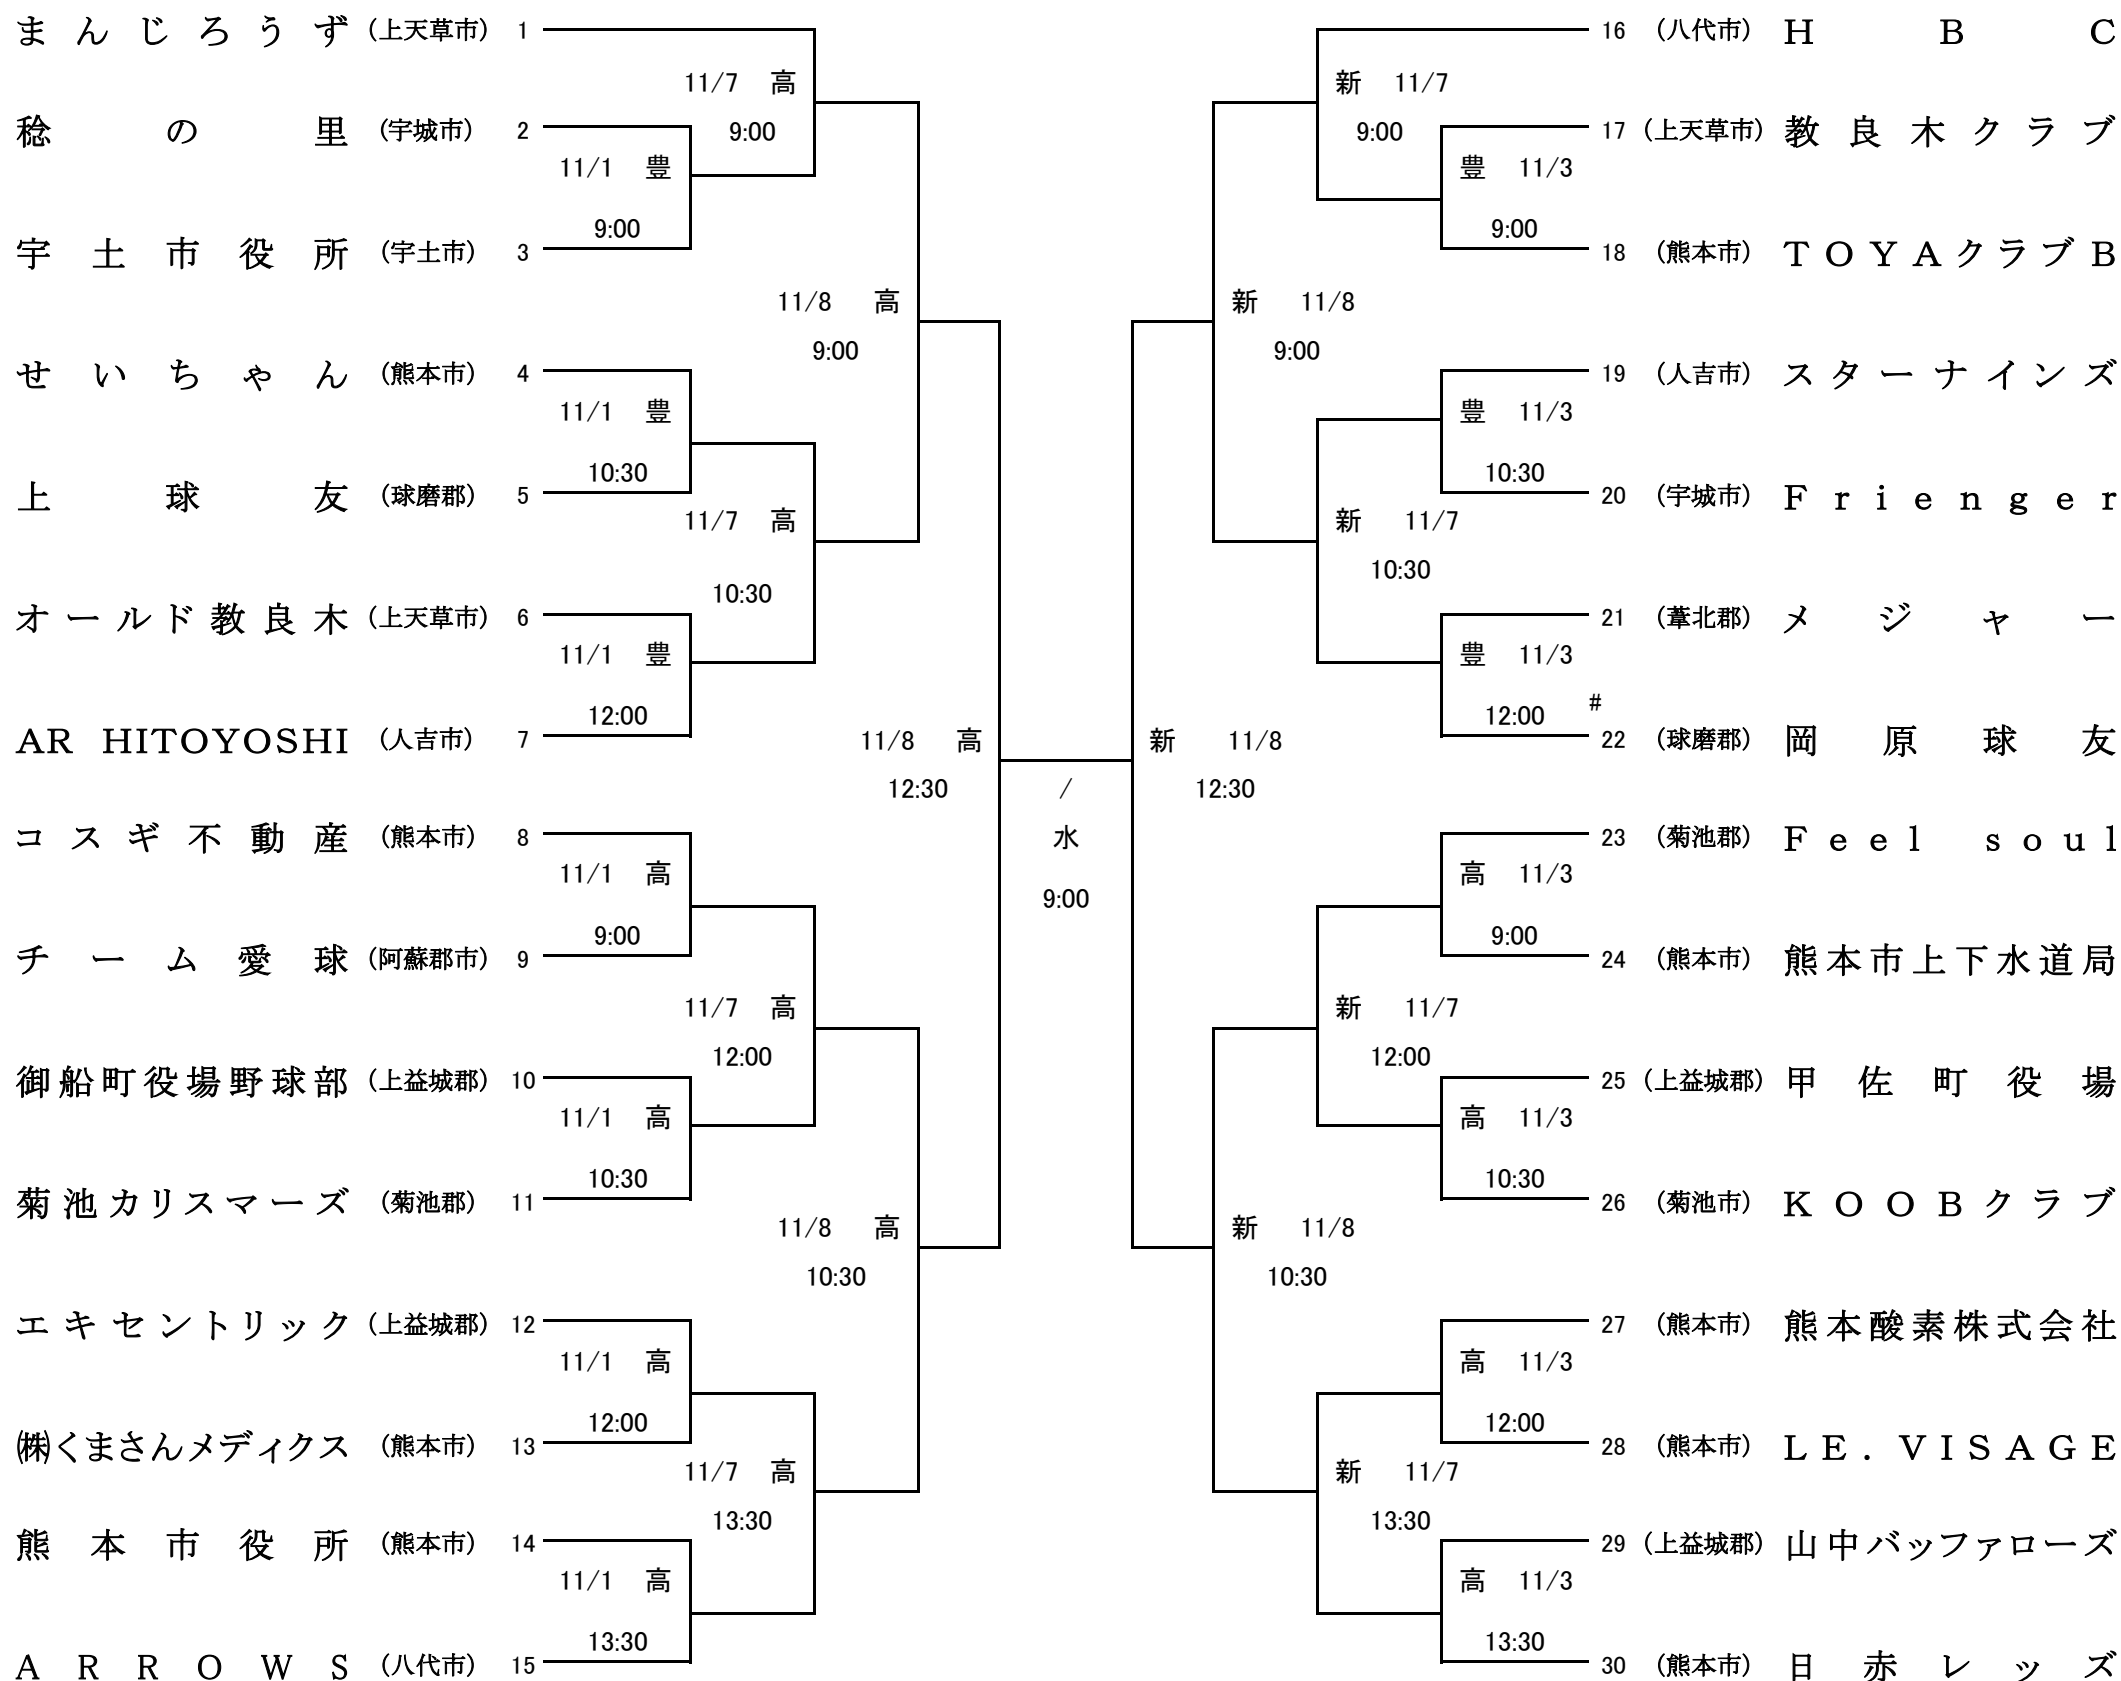 まんじろうず (上天草市) 1
16 (八代市) HBC
11/7 高
新 11/7
9:00
9:00
稔の里 (宇城市) 2
17 (上天草市) 教良木クラブ
11/1 豊
豊 11/3
9:00
9:00
宇土市役所 (宇土市) 3
18 (熊本市) TOYAクラブB
11/8 高
新 11/8
9:00
9:00
せいちゃん (熊本市) 4
19 (人吉市) スターナインズ
11/1 豊
豊 11/3
10:30
10:30
上球友 (球磨郡) 5
20 (宇城市) Frienger
11/7 高
新 11/7
10:30
10:30
オールド教良木 (上天草市) 6
21 (葦北郡) メジャー
11/1 豊
豊 11/3
12:00
12:00
#
AR HITOYOSHI (人吉市) 7
22 (球磨郡) 岡原球友
11/8 高
新 11/8
12:30
/
12:30
水
9:00
コスギ不動産 (熊本市) 8
23 (菊池郡) Feel soul
11/1 高
高 11/3
9:00
9:00
チーム愛球 (阿蘇郡市) 9
24 (熊本市) 熊本市上下水道局
11/7 高
新 11/7
12:00
12:00
御船町役場野球部 (上益城郡) 10
25 (上益城郡) 甲佐町役場
11/1 高
高 11/3
10:30
10:30
菊池カリスマーズ (菊池郡) 11
26 (菊池市) KOOBクラブ
11/8 高
新 11/8
10:30
10:30
エキセントリック (上益城郡) 12
27 (熊本市) 熊本酸素株式会社
11/1 高
高 11/3
12:00
12:00
㈱くまさんメディクス (熊本市) 13
28 (熊本市) LE.VISAGE
11/7 高
新 11/7
13:30
13:30
熊本市役所 (熊本市) 14
29 (上益城郡) 山中バッファローズ
11/1 高
高 11/3
13:30
13:30
ARROWS (八代市) 15
30 (熊本市) 日赤レッズ